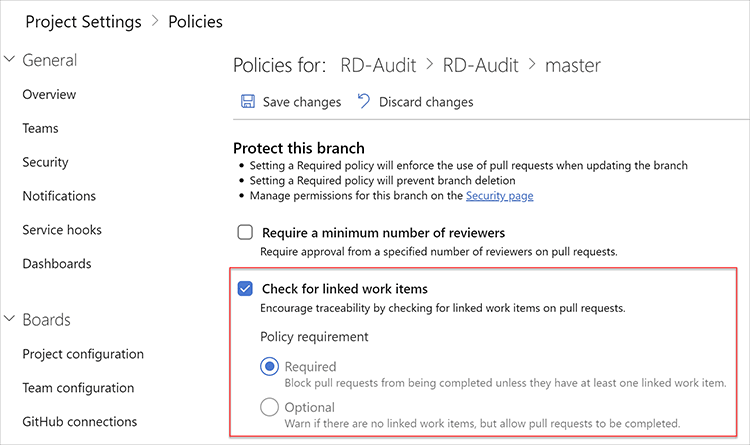 Project Settings > Policies
General
Overview
Teams
Security
Notifications
Service hooks
Dashboards
Boards
Project configuration
Team configuration
GitHub connections
Policies for: RD-Audit > RD-Audit > master
Save changes Discard changes
Protect this branch
• Setting a Required policy will enforce the use of pull requests when updating the branch
• Setting a Required policy will prevent branch deletion
• Manage permissions for this branch on the Security page
Require a minimum number of reviewers
Require approval from a specified number of reviewers on pull requests.
Check for linked work items
Encourage traceability by checking for linked work items on pull requests.
Policy requirement
Required
Block pull requests from being completed unless they have at least one linked work item.
Optional
Warn if there are no linked work items, but allow pull requests to be completed.